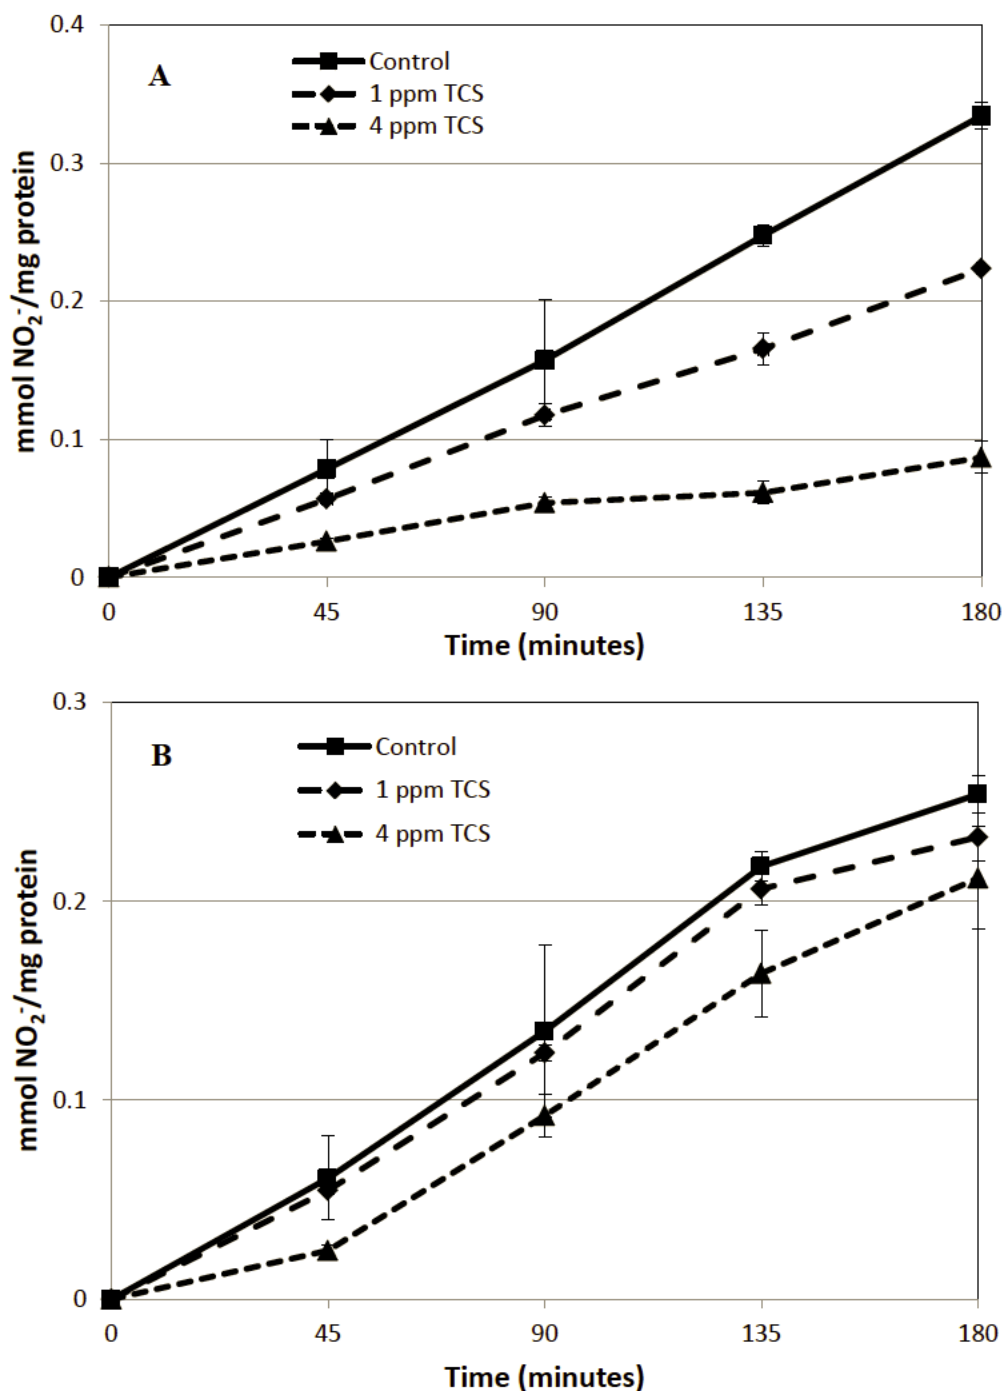 A
Control
1 ppm TCS
4 ppm TCS
mmol NO₂⁻/mg protein
0.4
0.3
0.2
0.1
0
0 45 90 135 180
Time (minutes)
B
Control
1 ppm TCS
4 ppm TCS
mmol NO₂⁻/mg protein
0.3
0.2
0.1
0
0 45 90 135 180
Time (minutes)